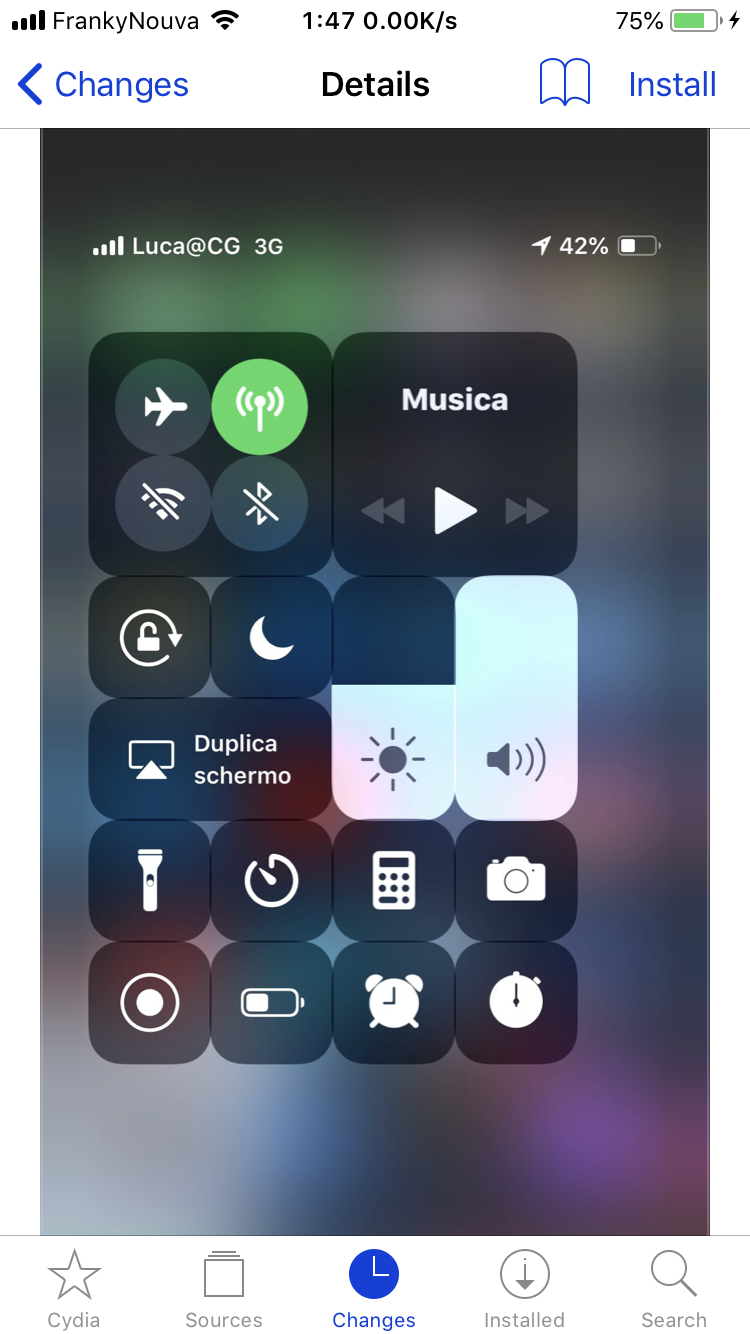 FrankyNouva 1:47 0.00K/s 75%
Changes Details Install
Luca@CG 3G 42%
Musica
Duplica
schermo
Cydia Sources Changes Installed Search